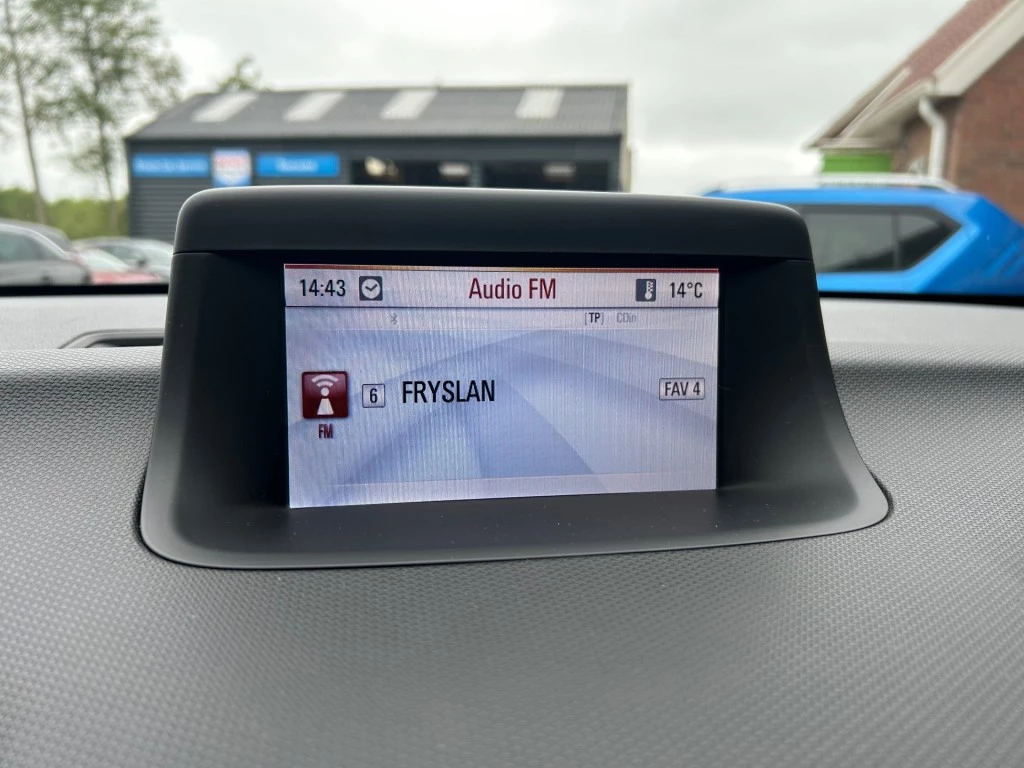 14:43 Audio FM 14°C
[TP] CDin
6 FRYSLAN FAV 4
FM